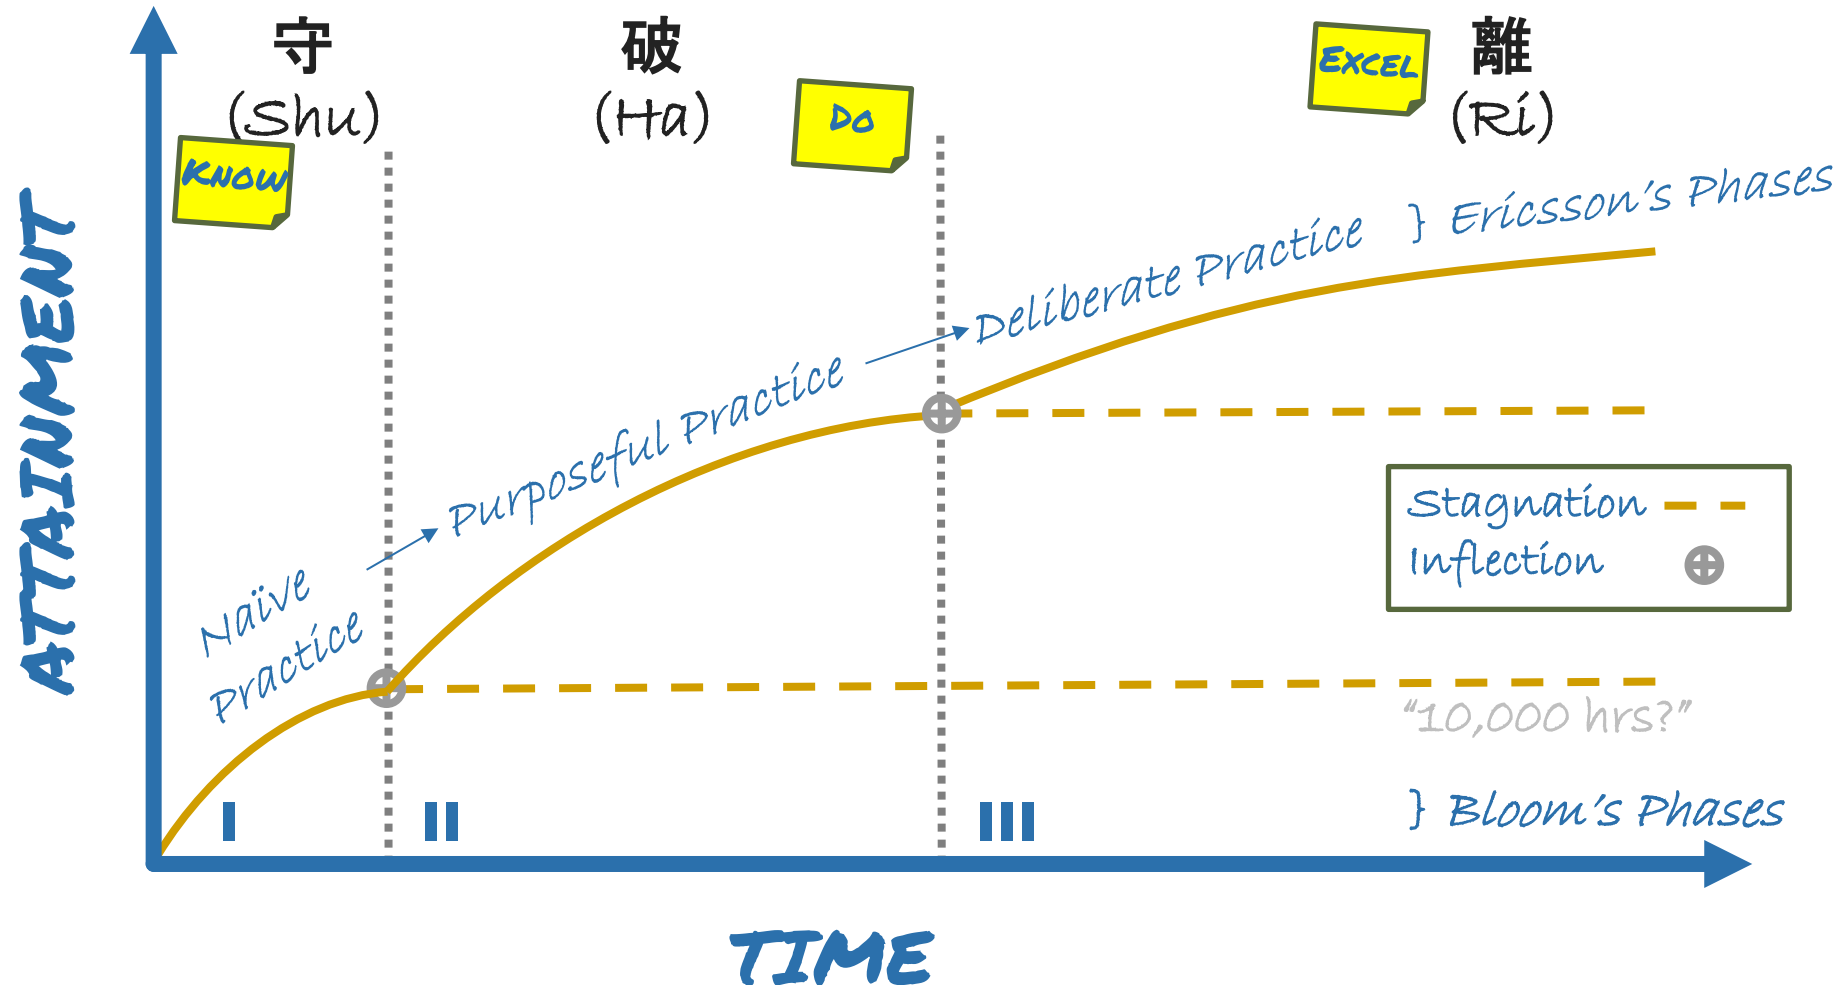 守
(Shu)
破
(Ha)
離
(Ri)
KNOW
DO
EXCEL
ATTAINMENT
Naïve
Practice
Purposeful Practice
Deliberate Practice
} Ericsson's Phases
Stagnation
Inflection
“10,000 hrs?”
I
II
III
} Bloom's Phases
TIME